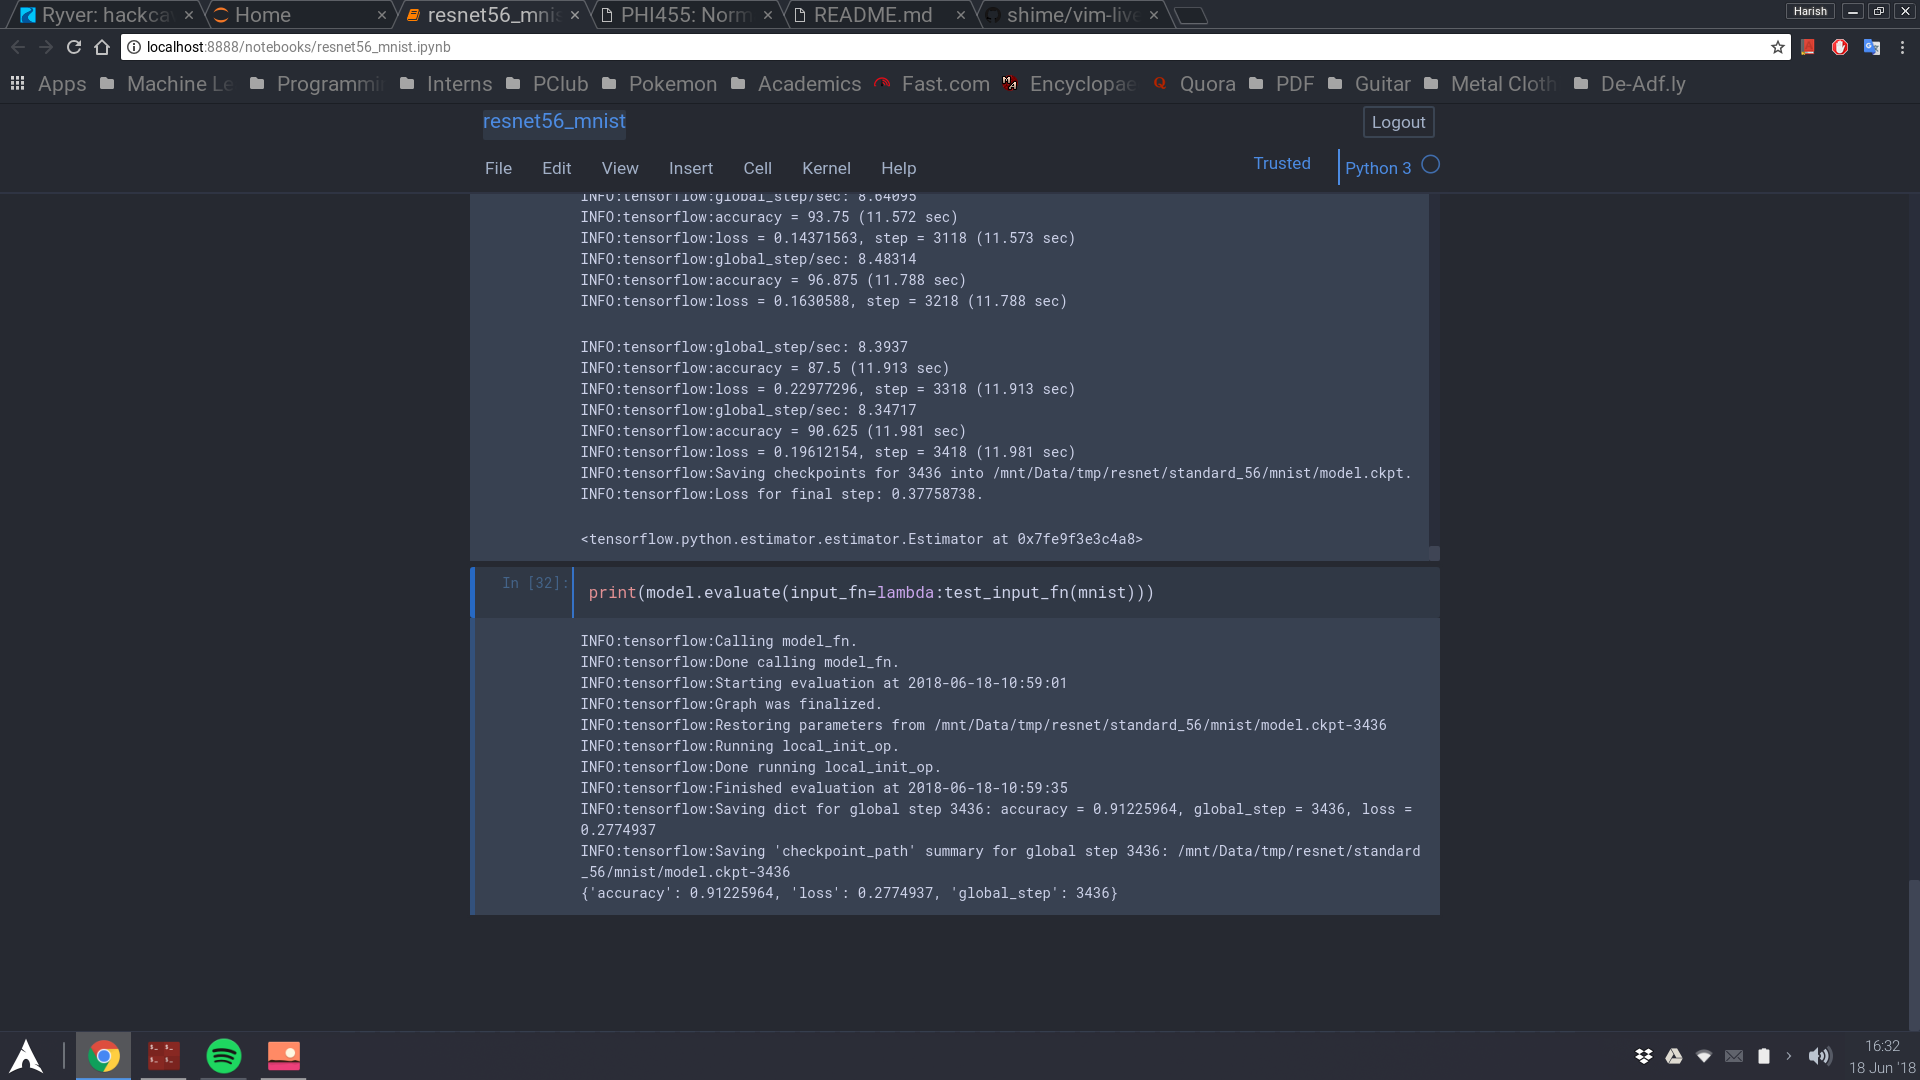 Ryver: hackca
Home
resnet56_mnis
PHI455: Norm
README.md
shime/vim-live
Harish
localhost:8888/notebooks/resnet56_mnist.ipynb
Apps
Machine Le
Programmi
Interns
PClub
Pokemon
Academics
Fast.com
Encyclopae
Quora
PDF
Guitar
Metal Cloth
De-Adf.ly
resnet56_mnist
Logout
File Edit View Insert Cell Kernel Help
Trusted
Python 3
INFO:tensorflow:global_step/sec: 8.64095
INFO:tensorflow:accuracy = 93.75 (11.572 sec)
INFO:tensorflow:loss = 0.14371563, step = 3118 (11.573 sec)
INFO:tensorflow:global_step/sec: 8.48314
INFO:tensorflow:accuracy = 96.875 (11.788 sec)
INFO:tensorflow:loss = 0.1630588, step = 3218 (11.788 sec)
INFO:tensorflow:global_step/sec: 8.3937
INFO:tensorflow:accuracy = 87.5 (11.913 sec)
INFO:tensorflow:loss = 0.22977296, step = 3318 (11.913 sec)
INFO:tensorflow:global_step/sec: 8.34717
INFO:tensorflow:accuracy = 90.625 (11.981 sec)
INFO:tensorflow:loss = 0.19612154, step = 3418 (11.981 sec)
INFO:tensorflow:Saving checkpoints for 3436 into /mnt/Data/tmp/resnet/standard_56/mnist/model.ckpt.
INFO:tensorflow:Loss for final step: 0.37758738.
<tensorflow.python.estimator.estimator.Estimator at 0x7fe9f3e3c4a8>
In [32]:
print(model.evaluate(input_fn=lambda:test_input_fn(mnist)))
INFO:tensorflow:Calling model_fn.
INFO:tensorflow:Done calling model_fn.
INFO:tensorflow:Starting evaluation at 2018-06-18-10:59:01
INFO:tensorflow:Graph was finalized.
INFO:tensorflow:Restoring parameters from /mnt/Data/tmp/resnet/standard_56/mnist/model.ckpt-3436
INFO:tensorflow:Running local_init_op.
INFO:tensorflow:Done running local_init_op.
INFO:tensorflow:Finished evaluation at 2018-06-18-10:59:35
INFO:tensorflow:Saving dict for global step 3436: accuracy = 0.91225964, global_step = 3436, loss =
0.2774937
INFO:tensorflow:Saving 'checkpoint_path' summary for global step 3436: /mnt/Data/tmp/resnet/standard
_56/mnist/model.ckpt-3436
{'accuracy': 0.91225964, 'loss': 0.2774937, 'global_step': 3436}
16:32
18 Jun '18